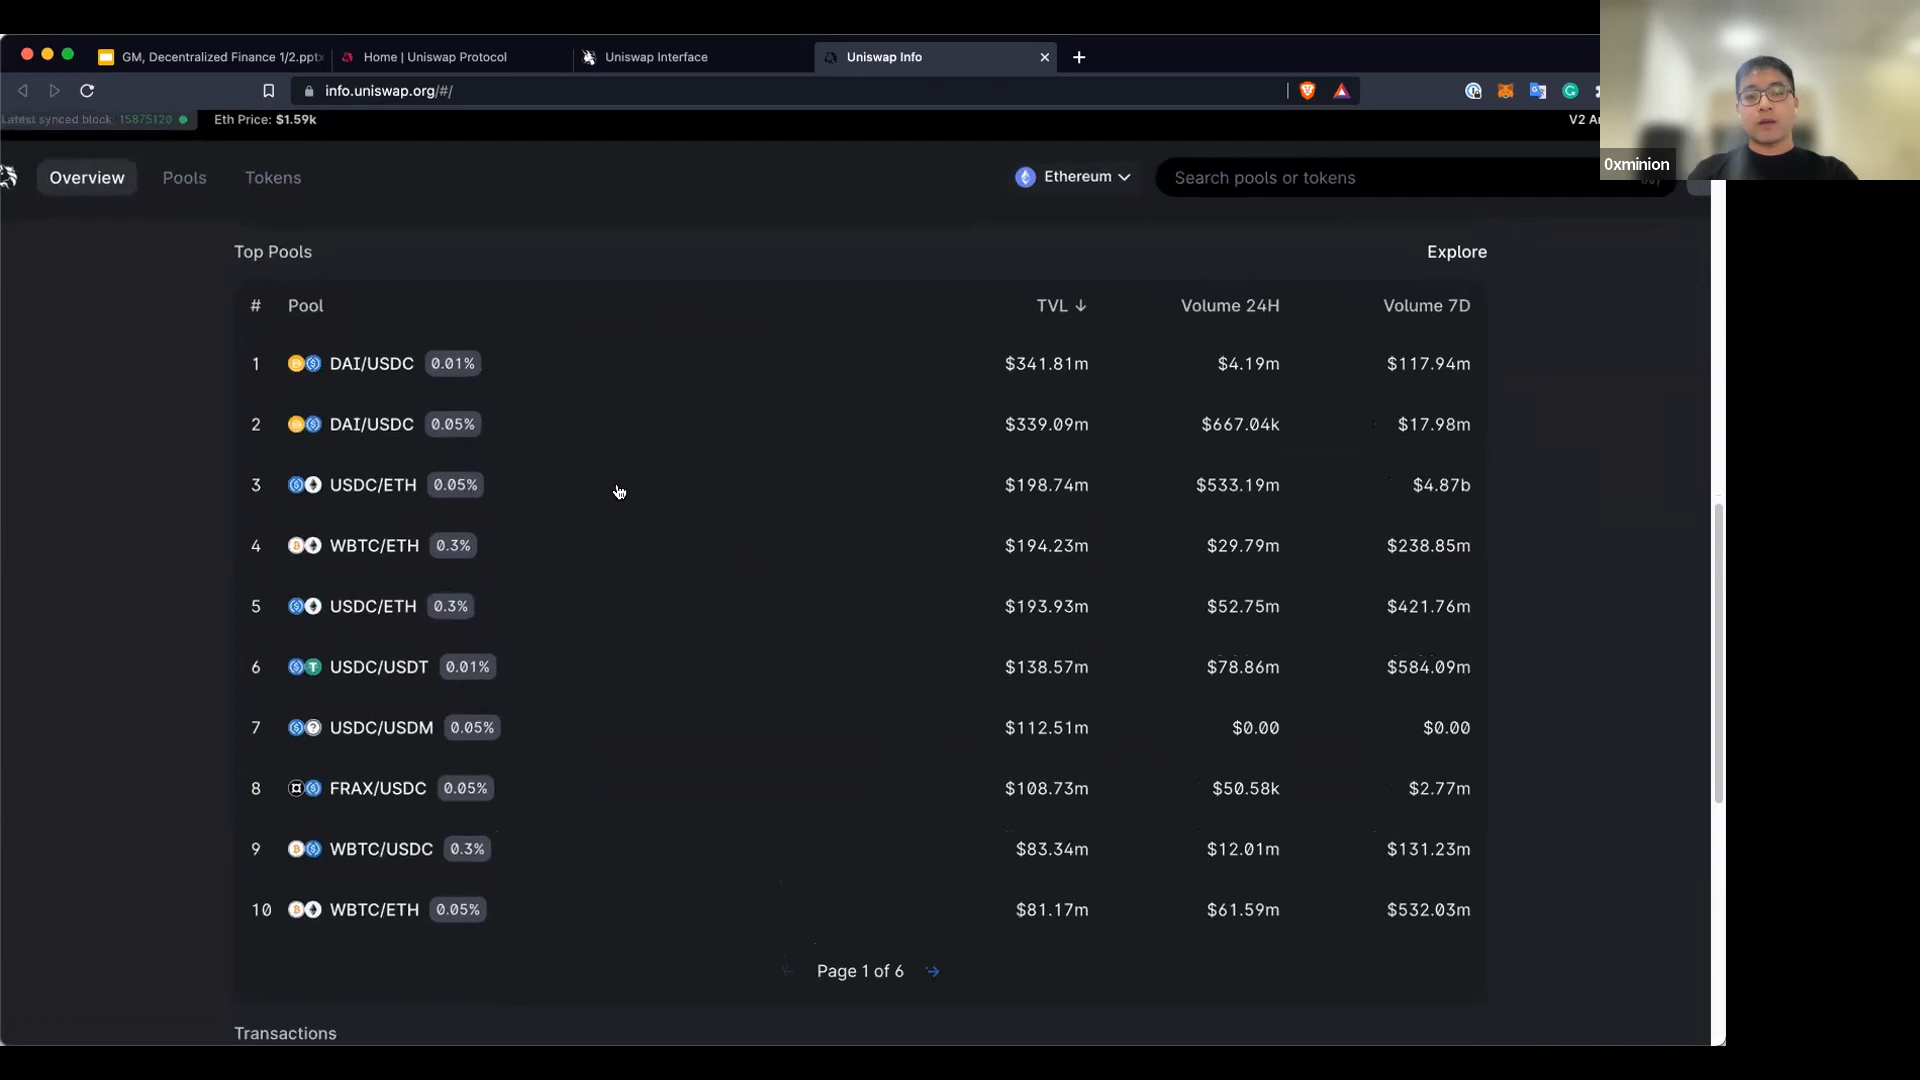 GM, Decentralized Finance 1/2.pptx
Home | Uniswap Protocol
Uniswap Interface
Uniswap Info
info.uniswap.org/#/
Latest synced block: 15875120
Eth Price: $1.59k
V2
0xminion
Overview
Pools
Tokens
Ethereum
Search pools or tokens
Top Pools
Explore
# Pool TVL ↓ Volume 24H Volume 7D
1 DAI/USDC 0.01% $341.81m $4.19m $117.94m
2 DAI/USDC 0.05% $339.09m $667.04k $17.98m
3 USDC/ETH 0.05% $198.74m $533.19m $4.87b
4 WBTC/ETH 0.3% $194.23m $29.79m $238.85m
5 USDC/ETH 0.3% $193.93m $52.75m $421.76m
6 USDC/USDT 0.01% $138.57m $78.86m $584.09m
7 USDC/USDM 0.05% $112.51m $0.00 $0.00
8 FRAX/USDC 0.05% $108.73m $50.58k $2.77m
9 WBTC/USDC 0.3% $83.34m $12.01m $131.23m
10 WBTC/ETH 0.05% $81.17m $61.59m $532.03m
← Page 1 of 6 →
Transactions